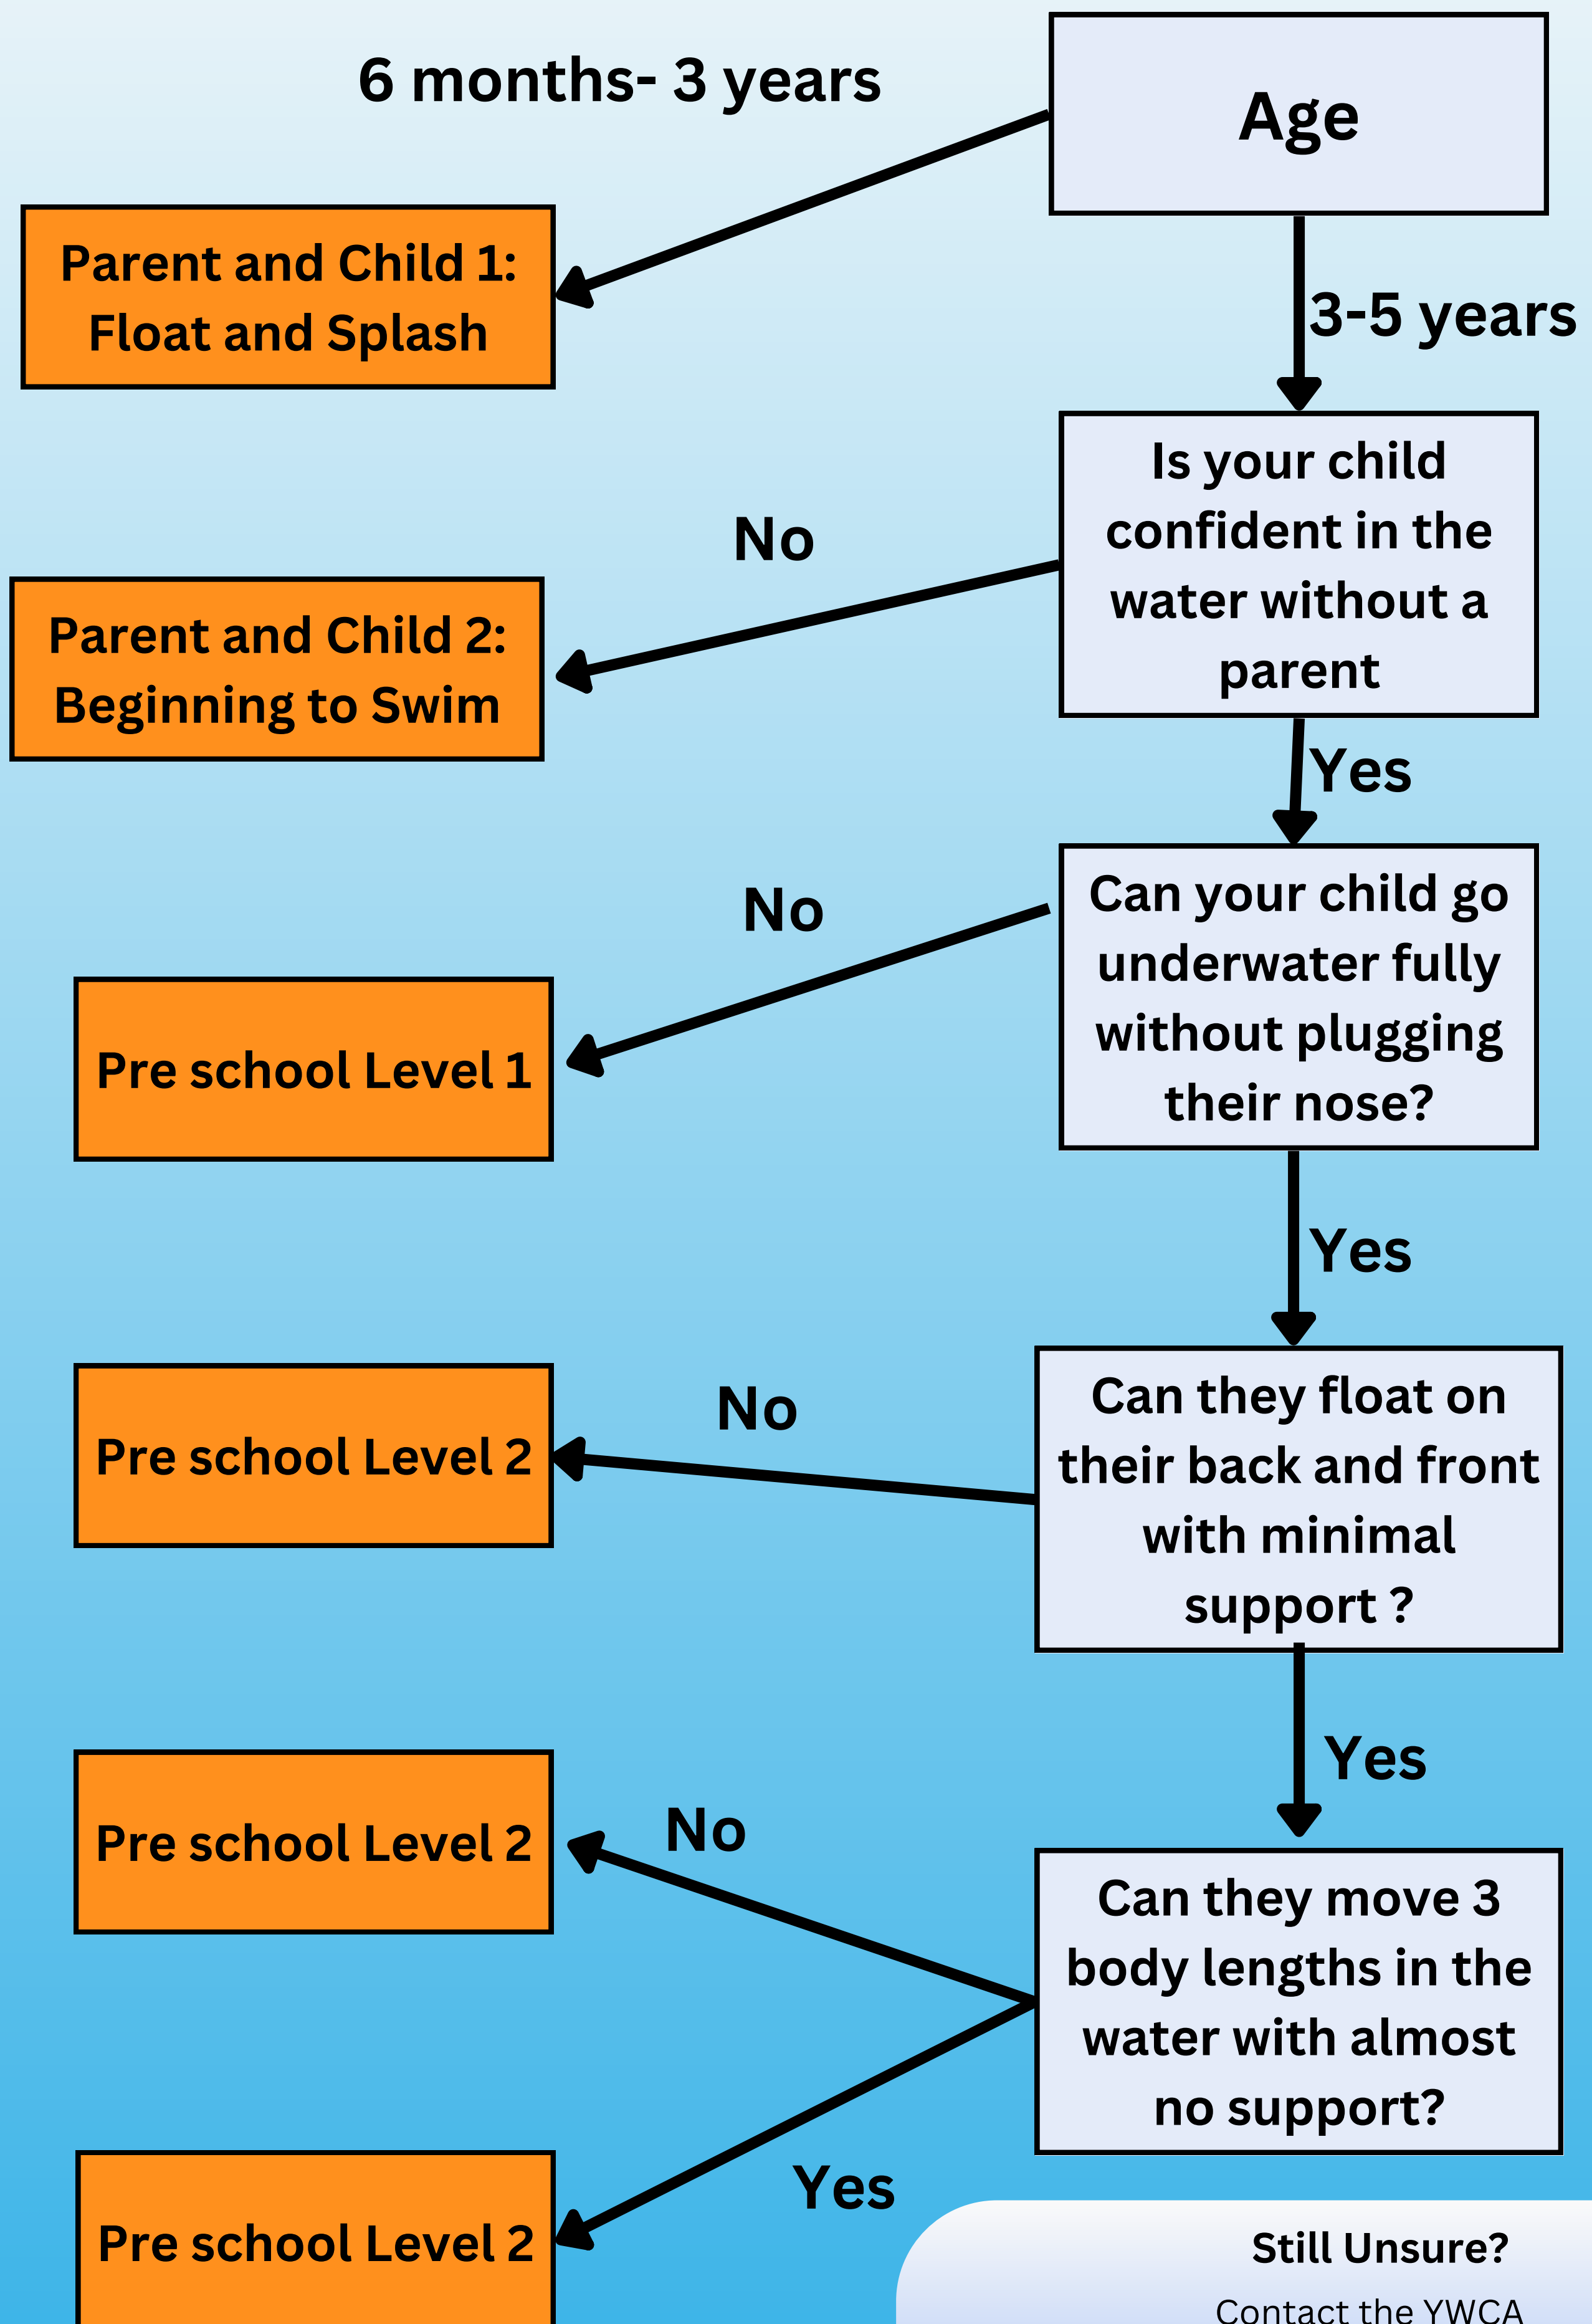 6 months- 3 years
Age
Parent and Child 1:
Float and Splash
3-5 years
Is your child
confident in the
water without a
parent
No
Parent and Child 2:
Beginning to Swim
Yes
Can your child go
underwater fully
without plugging
their nose?
No
Pre school Level 1
Yes
Can they float on
their back and front
with minimal
support ?
No
Pre school Level 2
Yes
Can they move 3
body lengths in the
water with almost
no support?
No
Pre school Level 2
Yes
Pre school Level 2
Still Unsure?
Contact the YWCA